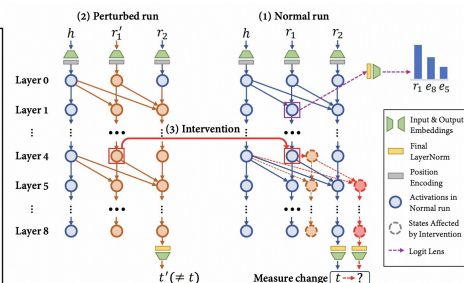 (2) Perturbed run
(1) Normal run
h r₁′ r₂
h r₁ r₂
Layer 0
Layer 1
Layer 4
Layer 5
Layer 8
(3) Intervention
r₁ e₈ e₅
Input & Output
Embeddings
Final
LayerNorm
Position
Encoding
Activations in
Normal run
States Affected
by Intervention
Logit Lens
t′(≠ t)
Measure change t → ?